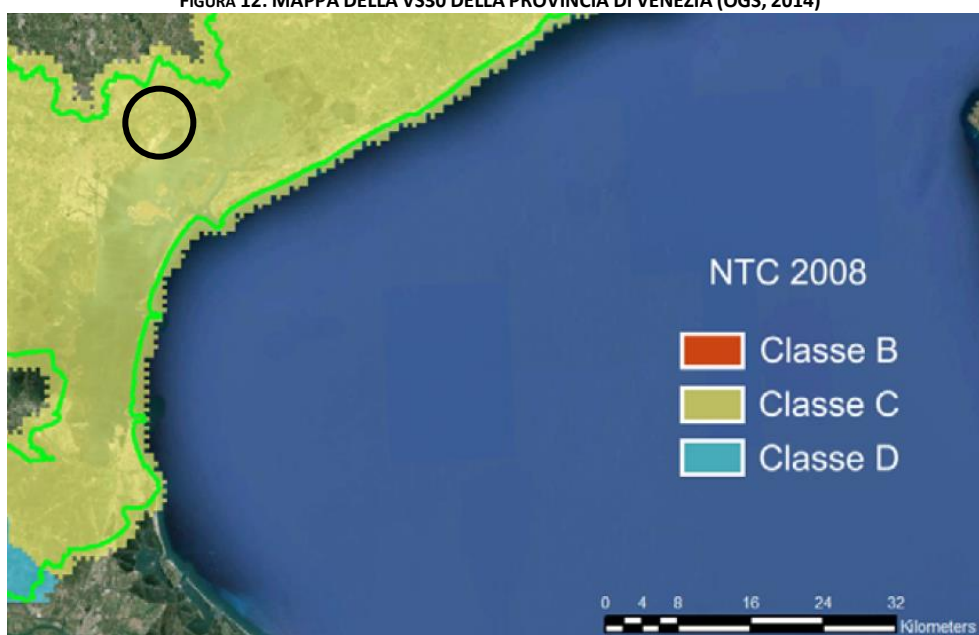 FIGURA 12. MAPPA DELLA VS30 DELLA PROVINCIA DI VENEZIA (OGS, 2014)
NTC 2008
Classe B
Classe C
Classe D
0 4 8 16 24 32
Kilometers